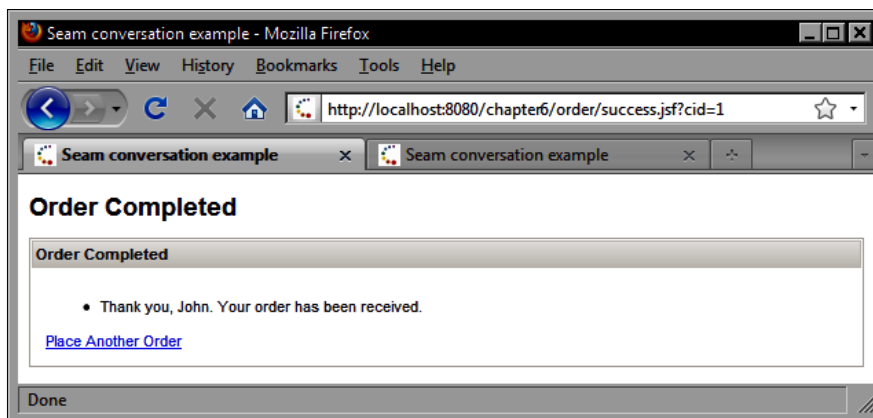 Seam conversation example - Mozilla Firefox
File Edit View History Bookmarks Tools Help
http://localhost:8080/chapter6/order/success.jsf?cid=1
Seam conversation example
Seam conversation example
Order Completed
Order Completed
Thank you, John. Your order has been received.
Place Another Order
Done